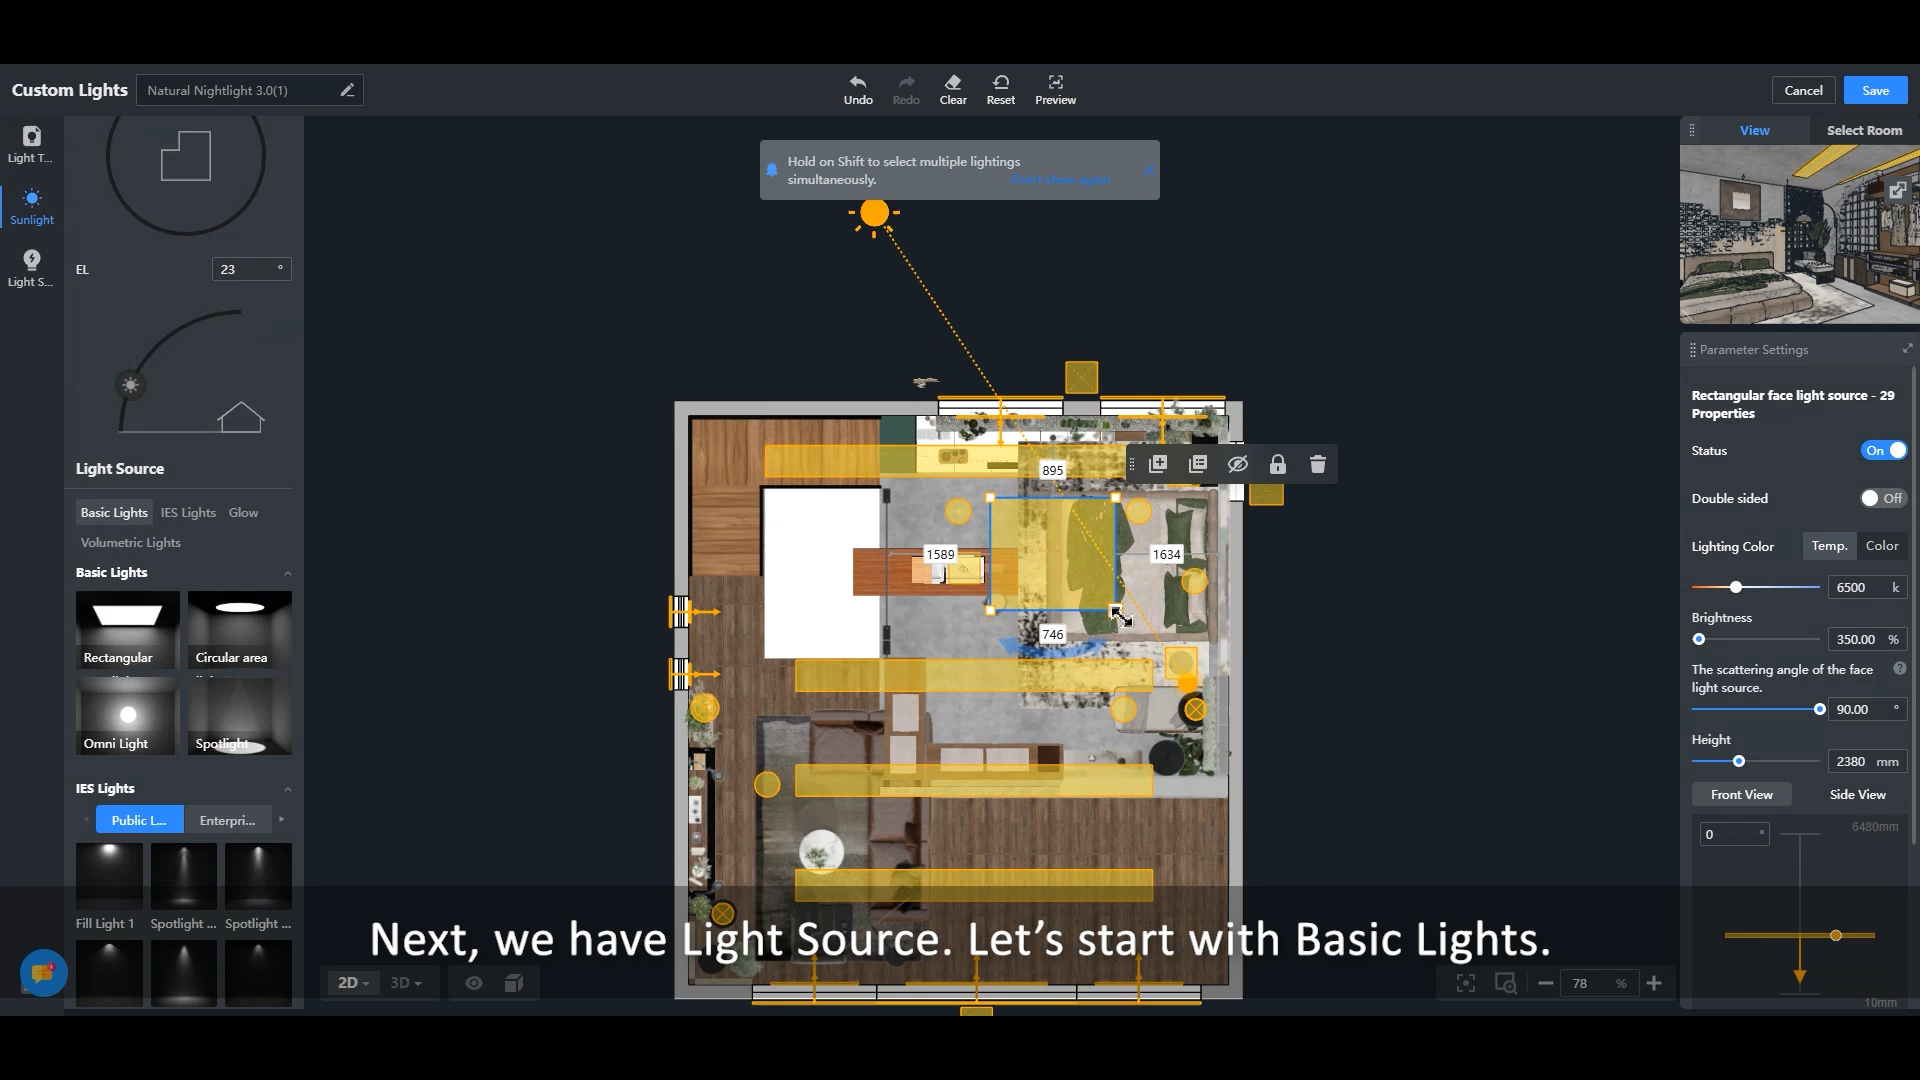 Custom Lights
Natural Nightlight 3.0(1)
Undo
Redo
Clear
Reset
Preview
Cancel
Save
Light T...
Sunlight
Light S...
EL
23 °
Light Source
Basic Lights
IES Lights
Glow
Volumetric Lights
Basic Lights
Rectangular
Circular area
Omni Light
Spotlight
IES Lights
Public L...
Enterpri...
Fill Light 1
Spotlight ...
Spotlight ...
Hold on Shift to select multiple lightings
simultaneously.
Don't show again
895
1589
1634
746
View
Select Room
Parameter Settings
Rectangular face light source - 29
Properties
Status
On
Double sided
Off
Lighting Color
Temp.
Color
6500 k
Brightness
350.00 %
The scattering angle of the face
light source.
90.00 °
Height
2380 mm
Front View
Side View
0 °
6480mm
10mm
Next, we have Light Source. Let's start with Basic Lights.
2D
3D
78 %